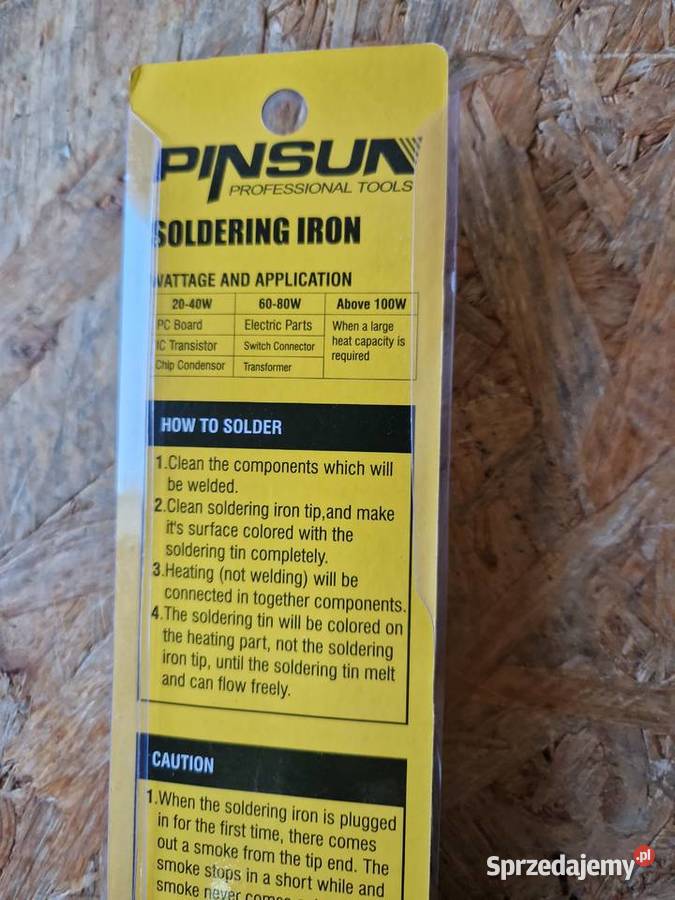 PINSUN
PROFESSIONAL TOOLS
SOLDERING IRON
WATTAGE AND APPLICATION
20-40W 60-80W Above 100W
PC Board Electric Parts When a large
heat capacity is
IC Transistor Switch Connector
required
Chip Condensor Transformer
HOW TO SOLDER
1.Clean the components which will
be welded.
2.Clean soldering iron tip,and make
it's surface colored with the
soldering tin completely.
3.Heating (not welding) will be
connected in together components.
4.The soldering tin will be colored on
the heating part, not the soldering
iron tip, until the soldering tin melt
and can flow freely.
CAUTION
1.When the soldering iron is plugged
in for the first time, there comes
out a smoke from the tip end. The
smoke stops in a short while and
smoke never
Sprzedajemy.pl